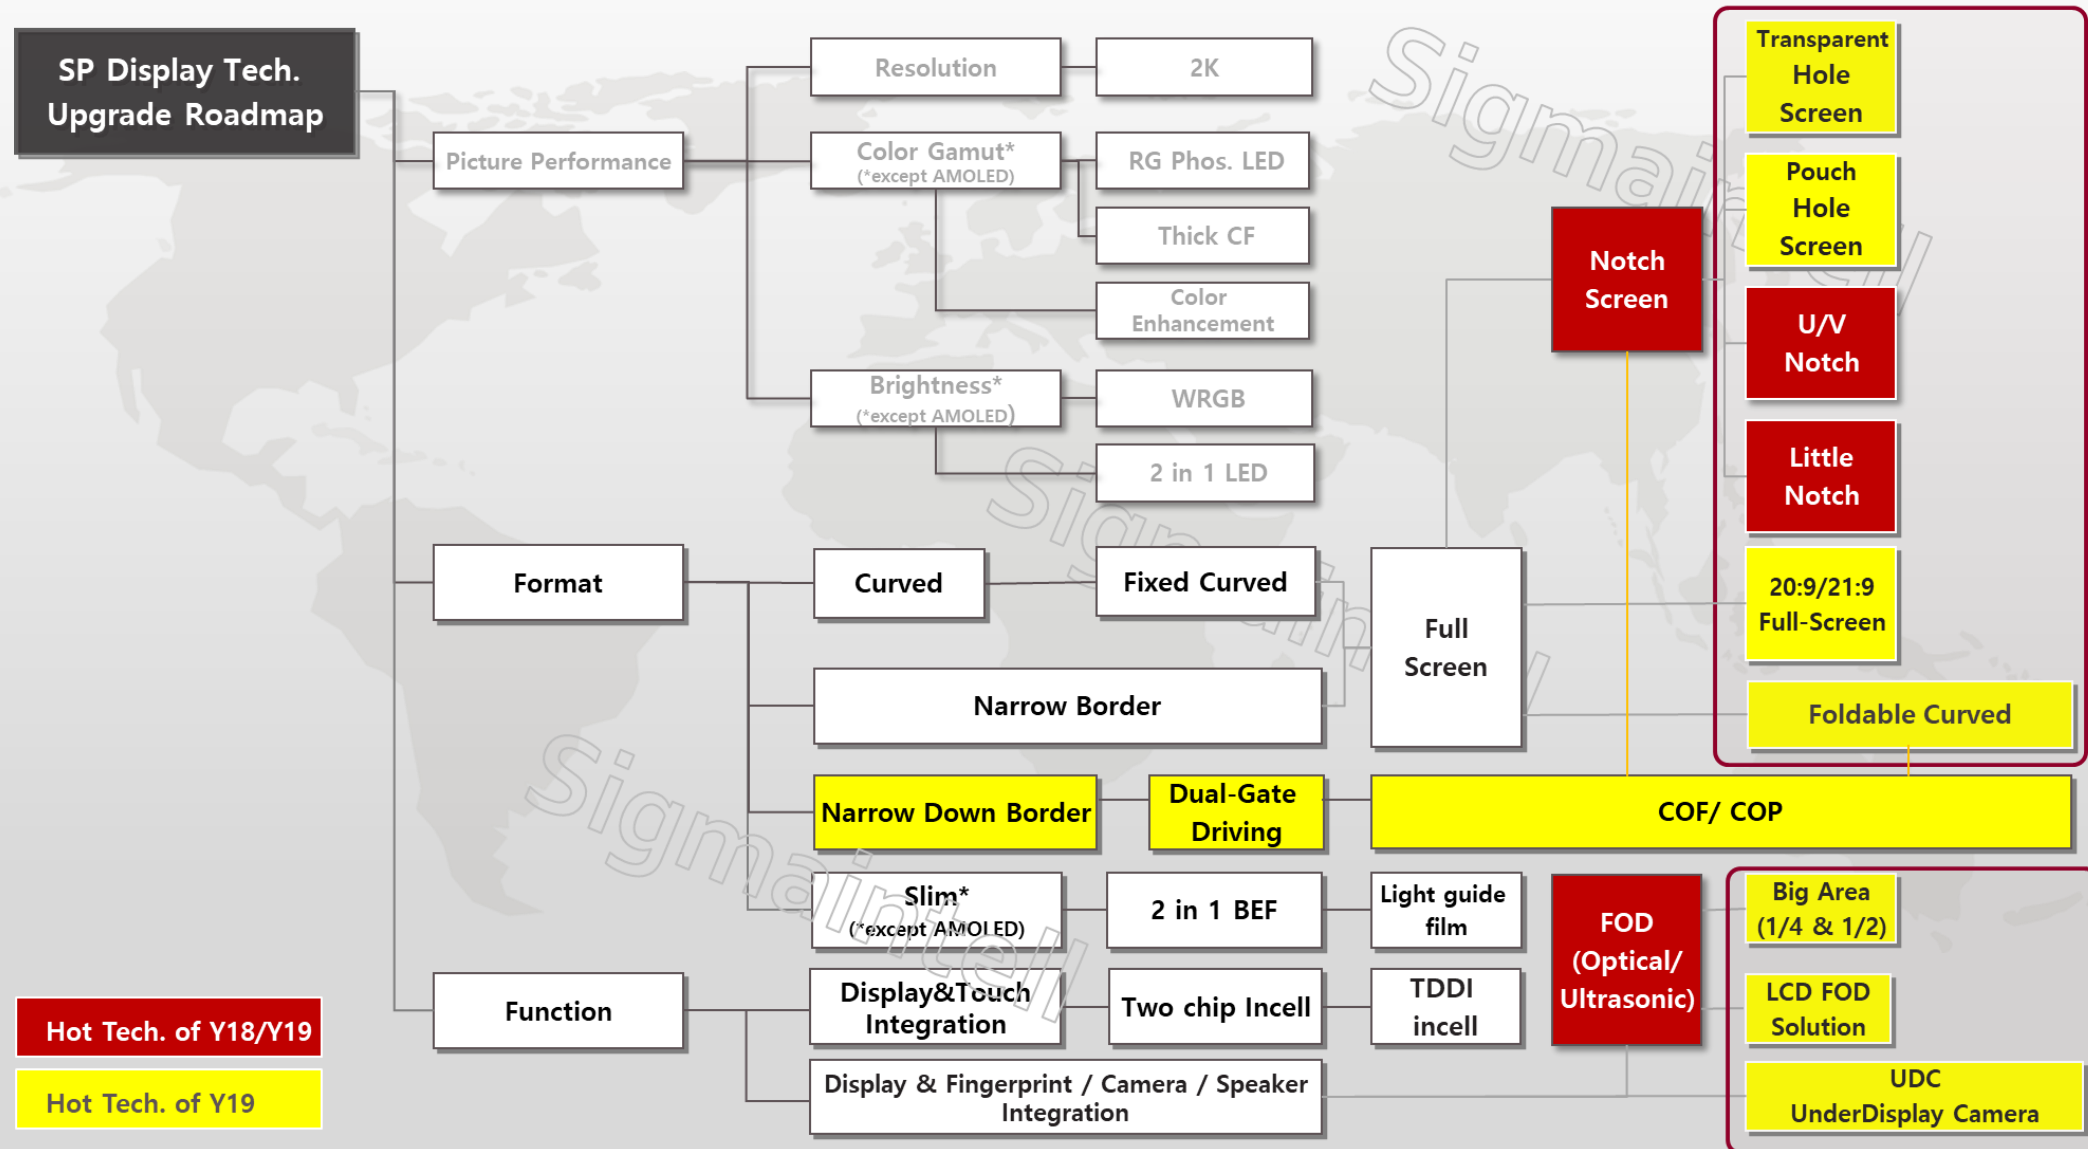 SP Display Tech.
Upgrade Roadmap
Picture Performance
Resolution
2K
Color Gamut*
(*except AMOLED)
RG Phos. LED
Thick CF
Color
Enhancement
Brightness*
(*except AMOLED)
WRGB
2 in 1 LED
Format
Curved
Fixed Curved
Narrow Border
Full
Screen
Notch
Screen
Transparent
Hole
Screen
Pouch
Hole
Screen
U/V
Notch
Little
Notch
20:9/21:9
Full-Screen
Foldable Curved
Narrow Down Border
Dual-Gate
Driving
COF/ COP
Slim*
(*except AMOLED)
2 in 1 BEF
Light guide
film
Function
Display&Touch
Integration
Two chip Incell
TDDI
incell
Display & Fingerprint / Camera / Speaker
Integration
FOD
(Optical/
Ultrasonic)
Big Area
(1/4 & 1/2)
LCD FOD
Solution
UDC
UnderDisplay Camera
Hot Tech. of Y18/Y19
Hot Tech. of Y19
Sigmaintell
Sigmaintell
Sigmaintell